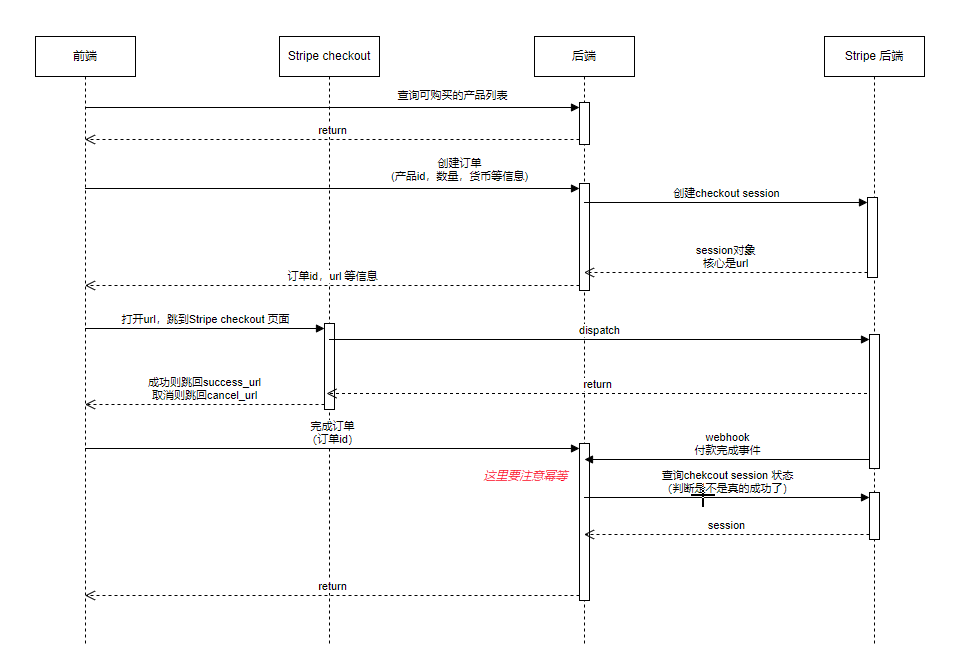 前端
Stripe checkout
后端
Stripe 后端
查询可购买的产品列表
return
创建订单
(产品id，数量，货币等信息)
创建checkout session
session对象
核心是url
订单id，url 等信息
打开url，跳到Stripe checkout 页面
dispatch
成功则跳回success_url
取消则跳回cancel_url
return
完成订单
(订单id)
webhook
付款完成事件
这里要注意幂等
查询chekcout session 状态
(判断是不是真的成功了)
session
return